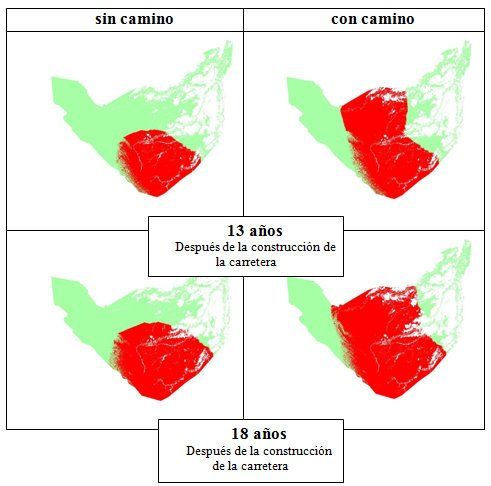 sin camino
con camino
13 años
Después de la construcción de
la carretera
18 años
Después de la construcción
de la carretera